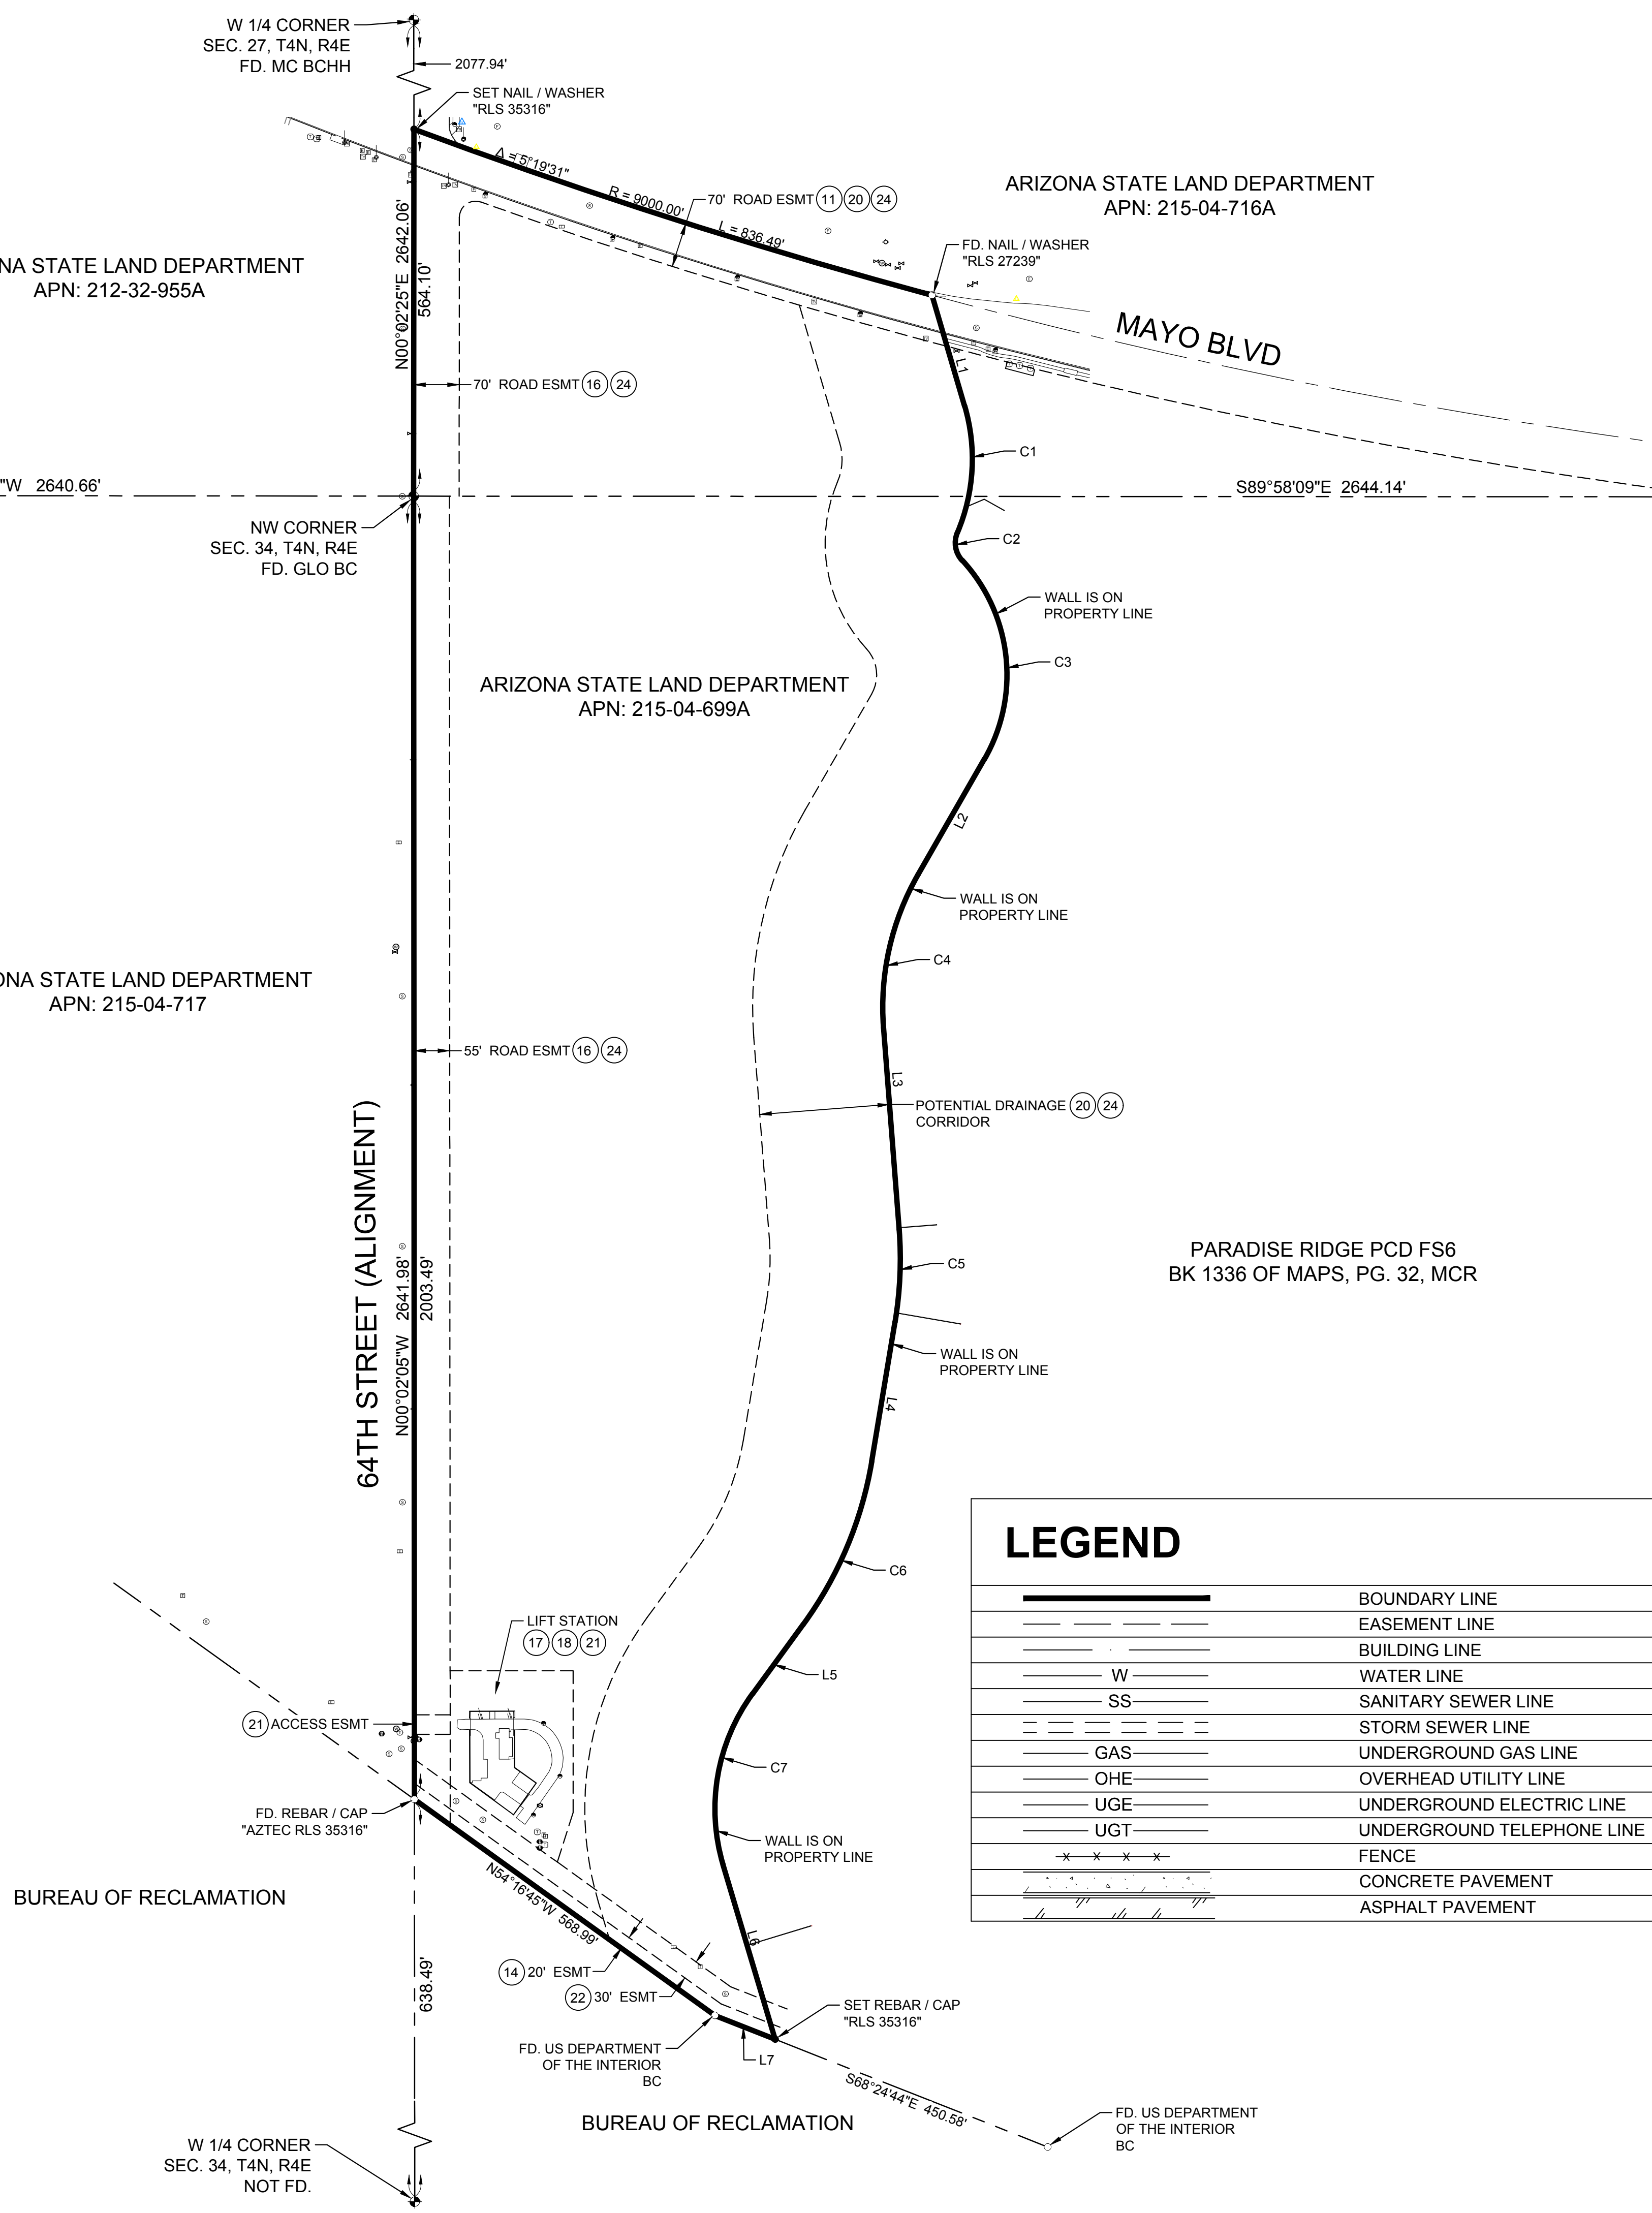 W 1/4 CORNER
SEC. 27, T4N, R4E
FD. MC BCHH
2077.94'
SET NAIL / WASHER
"RLS 35316"
Δ = 5°19'31"
R = 9000.00'
L = 836.49'
70' ROAD ESMT 11 20 24
ARIZONA STATE LAND DEPARTMENT
APN: 215-04-716A
FD. NAIL / WASHER
"RLS 27239"
NA STATE LAND DEPARTMENT
APN: 212-32-955A
N00°02'25"E 2642.06'
564.10'
MAYO BLVD
L1
70' ROAD ESMT 16 24
C1
"W 2640.66'
S89°58'09"E 2644.14'
NW CORNER
SEC. 34, T4N, R4E
FD. GLO BC
C2
WALL IS ON
PROPERTY LINE
C3
ARIZONA STATE LAND DEPARTMENT
APN: 215-04-699A
L2
WALL IS ON
PROPERTY LINE
C4
ONA STATE LAND DEPARTMENT
APN: 215-04-717
55' ROAD ESMT 16 24
L3
POTENTIAL DRAINAGE 20 24
CORRIDOR
64TH STREET (ALIGNMENT)
N00°02'05"W 2641.98'
2003.49'
C5
PARADISE RIDGE PCD FS6
BK 1336 OF MAPS, PG. 32, MCR
WALL IS ON
PROPERTY LINE
L4
C6
LIFT STATION
17 18 21
L5
21 ACCESS ESMT
C7
FD. REBAR / CAP
"AZTEC RLS 35316"
WALL IS ON
PROPERTY LINE
BUREAU OF RECLAMATION
N54°16'45"W 568.99'
L6
638.49'
14 20' ESMT
22 30' ESMT
SET REBAR / CAP
"RLS 35316"
FD. US DEPARTMENT
OF THE INTERIOR
BC
L7
S68°24'44"E 450.58'
BUREAU OF RECLAMATION
FD. US DEPARTMENT
OF THE INTERIOR
BC
W 1/4 CORNER
SEC. 34, T4N, R4E
NOT FD.
LEGEND
BOUNDARY LINE
EASEMENT LINE
BUILDING LINE
W WATER LINE
SS SANITARY SEWER LINE
STORM SEWER LINE
GAS UNDERGROUND GAS LINE
OHE OVERHEAD UTILITY LINE
UGE UNDERGROUND ELECTRIC LINE
UGT UNDERGROUND TELEPHONE LINE
X X X X FENCE
CONCRETE PAVEMENT
ASPHALT PAVEMENT